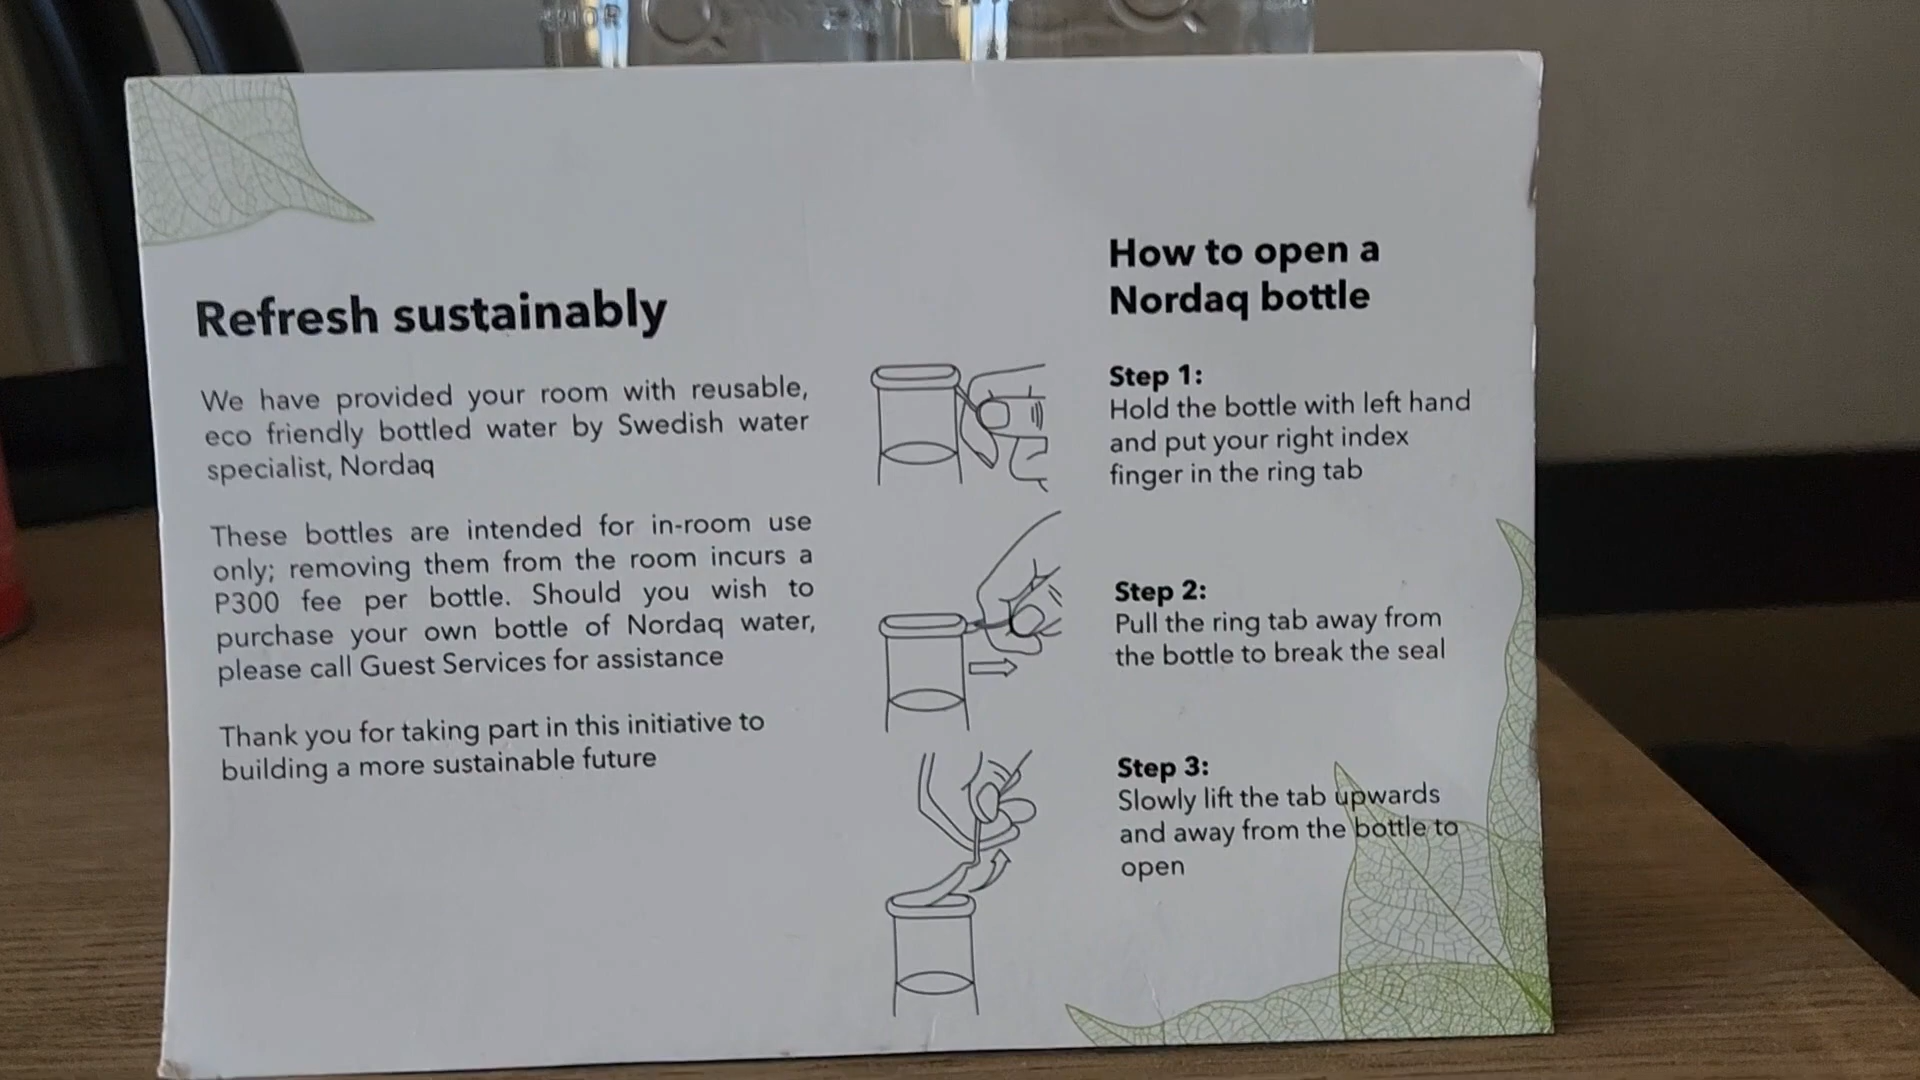 Refresh sustainably
We have provided your room with reusable,
eco friendly bottled water by Swedish water
specialist, Nordaq
These bottles are intended for in-room use
only; removing them from the room incurs a
P300 fee per bottle. Should you wish to
purchase your own bottle of Nordaq water,
please call Guest Services for assistance
Thank you for taking part in this initiative to
building a more sustainable future
How to open a
Nordaq bottle
Step 1:
Hold the bottle with left hand
and put your right index
finger in the ring tab
Step 2:
Pull the ring tab away from
the bottle to break the seal
Step 3:
Slowly lift the tab upwards
and away from the bottle to
open